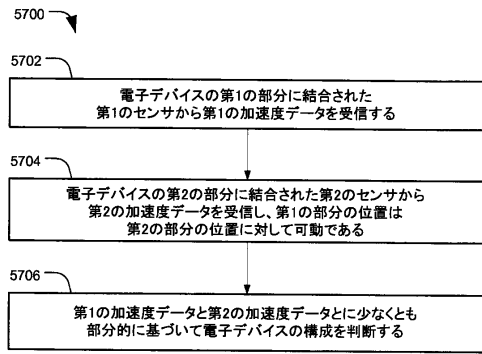 5700
5702
電子デバイスの第1の部分に結合された
第1のセンサから第1の加速度データを受信する
5704
電子デバイスの第2の部分に結合された第2のセンサから
第2の加速度データを受信し、第1の部分の位置は
第2の部分の位置に対して可動である
5706
第1の加速度データと第2の加速度データとに少なくとも
部分的に基づいて電子デバイスの構成を判断する